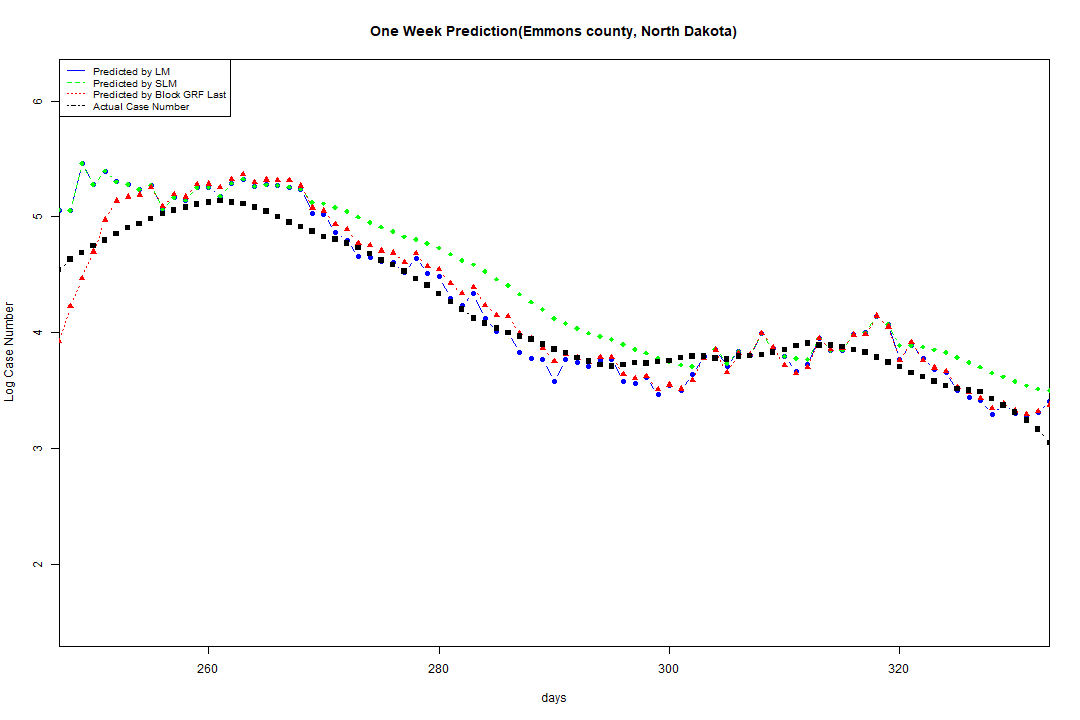 One Week Prediction(Emmons county, North Dakota)
Predicted by LM
Predicted by SLM
Predicted by Block GRF Last
Actual Case Number
6
5
4
3
2
Log Case Number
260 280 300 320
days